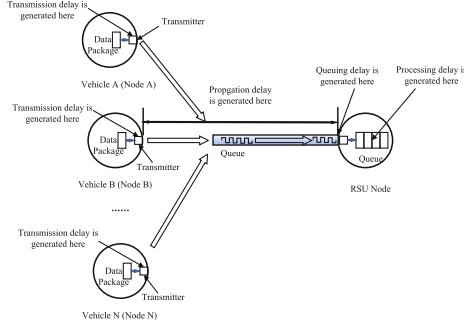 Transmission delay is
generated here
Transmitter
Data
Package
Vehicle A (Node A)
Propgation delay
is generated here
Queuing delay is
generated here
Processing delay is
generated here
Transmission delay is
generated here
Data
Package
Transmitter
Vehicle B (Node B)
Queue
Queue
RSU Node
......
Transmission delay is
generated here
Data
Package
Transmitter
Vehicle N (Node N)